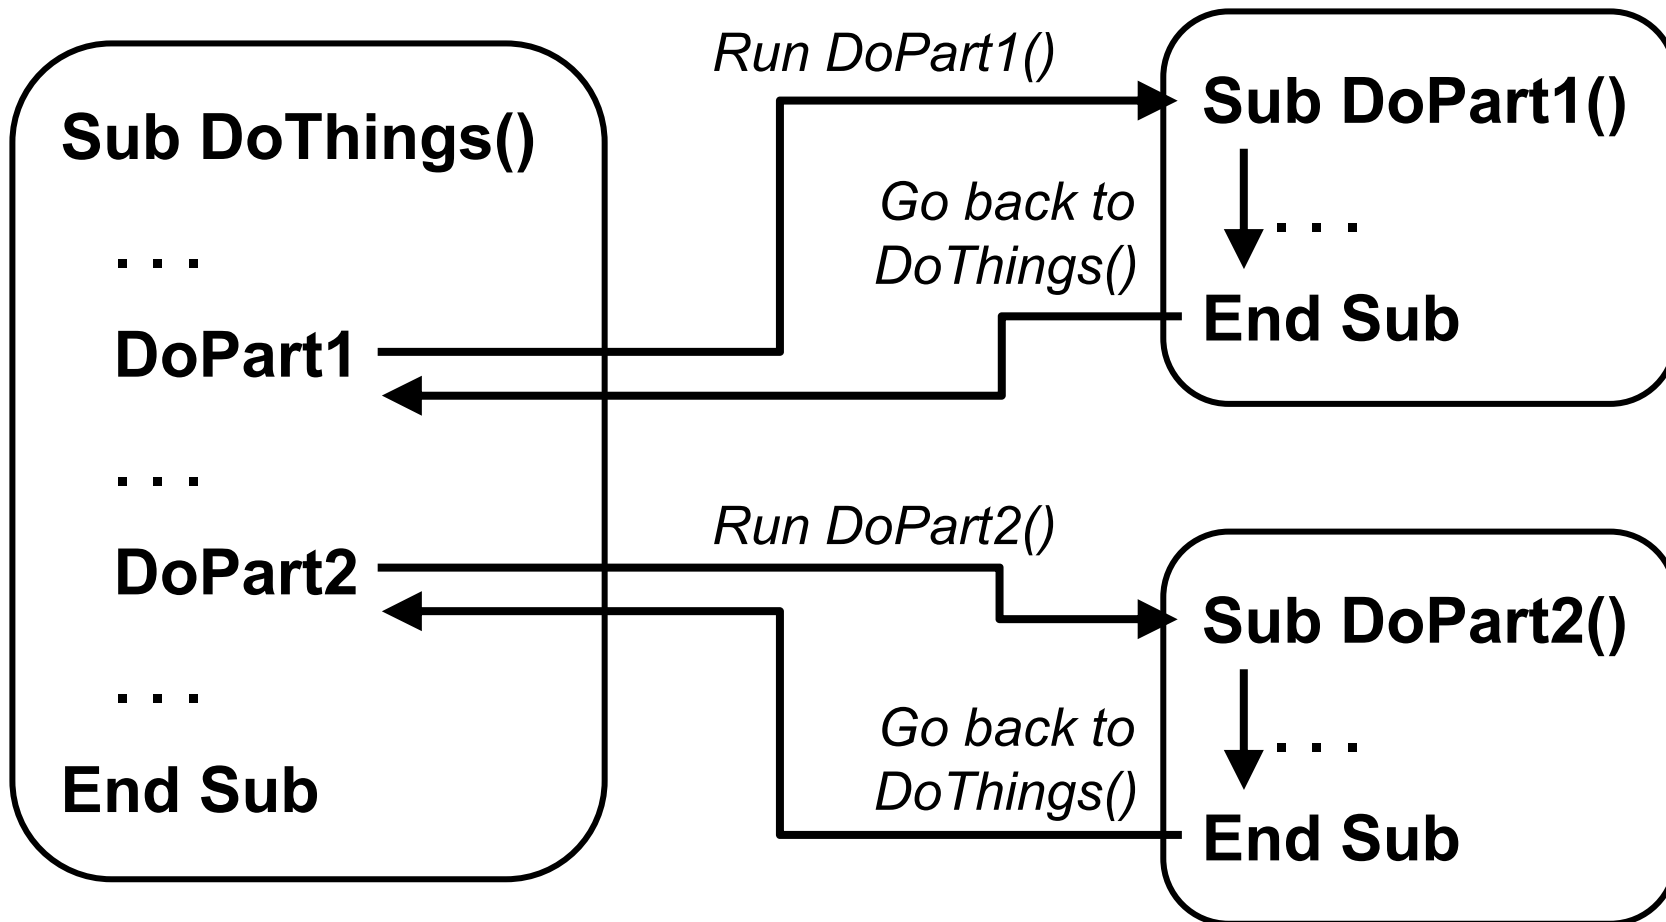 Sub DoThings()
. . .
DoPart1
. . .
DoPart2
. . .
End Sub
Run DoPart1()
Go back to
DoThings()
Sub DoPart1()
. . .
End Sub
Run DoPart2()
Go back to
DoThings()
Sub DoPart2()
. . .
End Sub